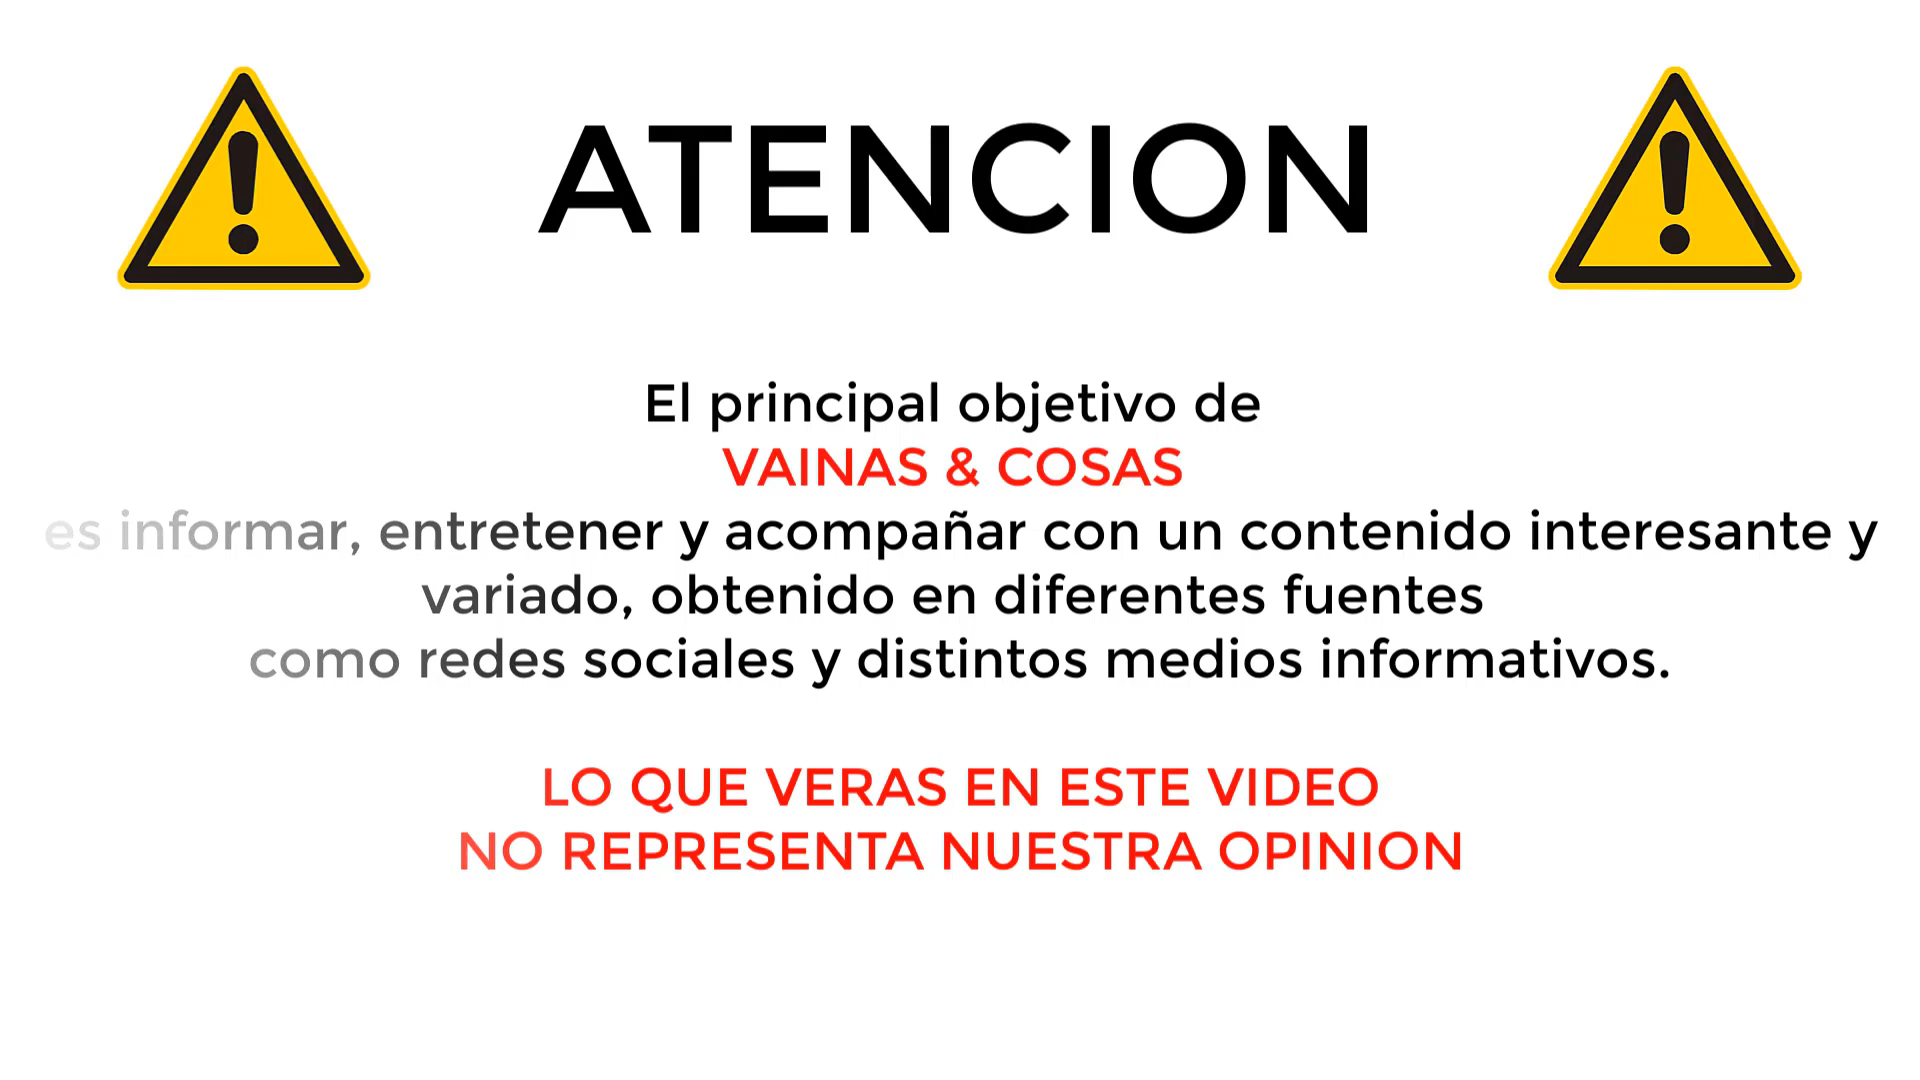 ATENCION
El principal objetivo de
VAINAS & COSAS
es informar, entretener y acompañar con un contenido interesante y
variado, obtenido en diferentes fuentes
como redes sociales y distintos medios informativos.
LO QUE VERAS EN ESTE VIDEO
NO REPRESENTA NUESTRA OPINION